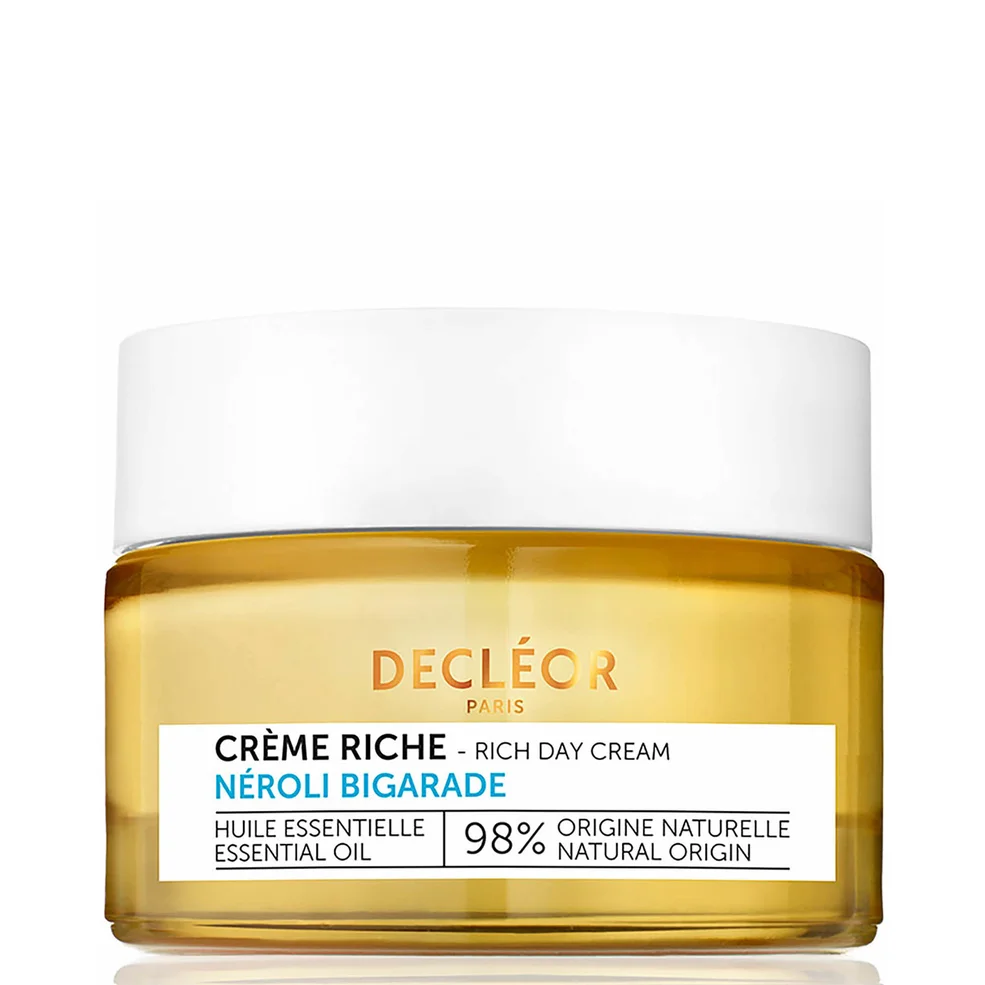 DECLÉOR
PARIS
CRÈME RICHE - RICH DAY CREAM
NÉROLI BIGARADE
HUILE ESSENTIELLE
ESSENTIAL OIL
98%
ORIGINE NATURELLE
NATURAL ORIGIN